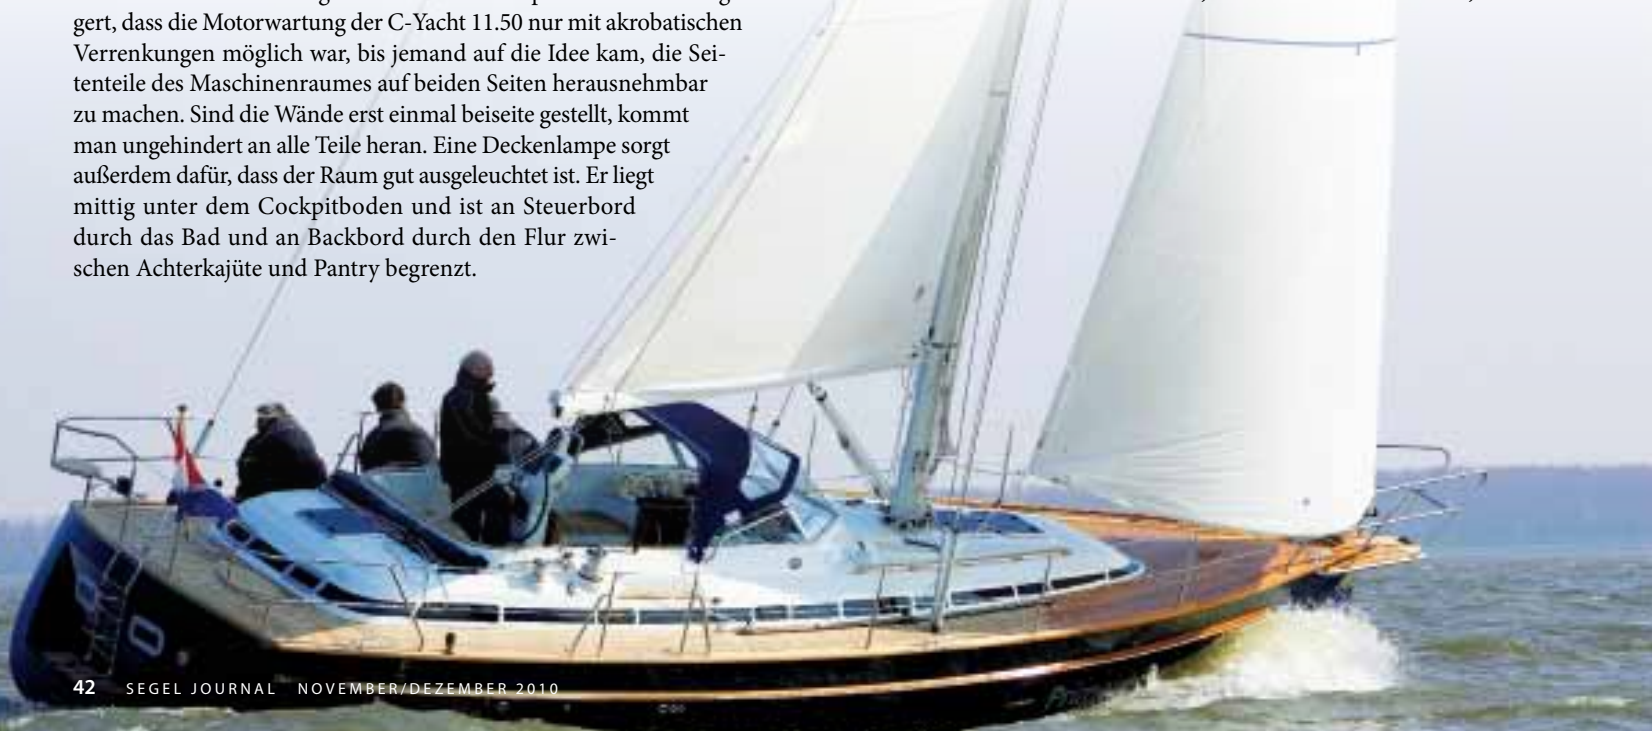 gert, dass die Motorwartung der C-Yacht 11.50 nur mit akrobatischen
Verrenkungen möglich war, bis jemand auf die Idee kam, die Sei-
tenteile des Maschinenraumes auf beiden Seiten herausnehmbar
zu machen. Sind die Wände erst einmal beiseite gestellt, kommt
man ungehindert an alle Teile heran. Eine Deckenlampe sorgt
außerdem dafür, dass der Raum gut ausgeleuchtet ist. Er liegt
mittig unter dem Cockpitboden und ist an Steuerbord
durch das Bad und an Backbord durch den Flur zwi-
schen Achterkajüte und Pantry begrenzt.
42 SEGEL JOURNAL NOVEMBER/DEZEMBER 2010